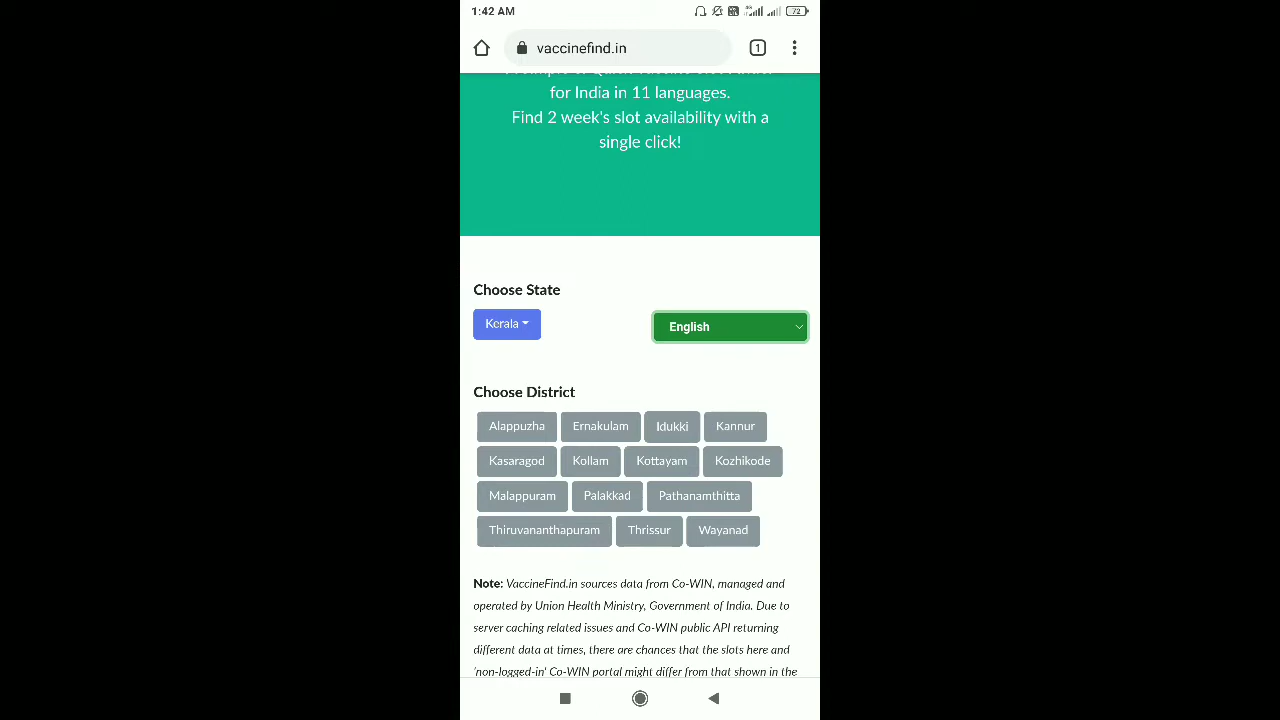 1:42 AM
4G
72
vaccinefind.in
1
for India in 11 languages.
Find 2 week's slot availability with a
single click!
Choose State
Kerala
English
Choose District
Alappuzha Ernakulam Idukki Kannur
Kasaragod Kollam Kottayam Kozhikode
Malappuram Palakkad Pathanamthitta
Thiruvananthapuram Thrissur Wayanad
Note: VaccineFind.in sources data from Co-WIN, managed and
operated by Union Health Ministry, Government of India. Due to
server caching related issues and Co-WIN public API returning
different data at times, there are chances that the slots here and
'non-logged-in' Co-WIN portal might differ from that shown in the